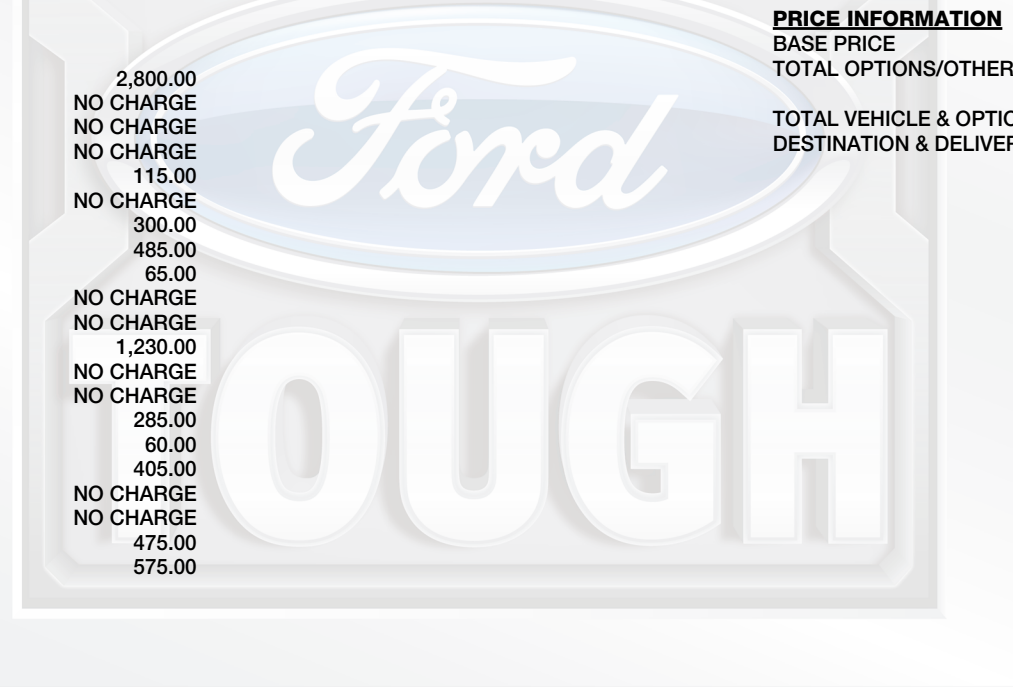 2,800.00
NO CHARGE
NO CHARGE
NO CHARGE
115.00
NO CHARGE
300.00
485.00
65.00
NO CHARGE
NO CHARGE
1,230.00
NO CHARGE
NO CHARGE
285.00
60.00
405.00
NO CHARGE
NO CHARGE
475.00
575.00
PRICE INFORMATION
BASE PRICE
TOTAL OPTIONS/OTHER
TOTAL VEHICLE & OPTIO
DESTINATION & DELIVER
Ford
TOUGH